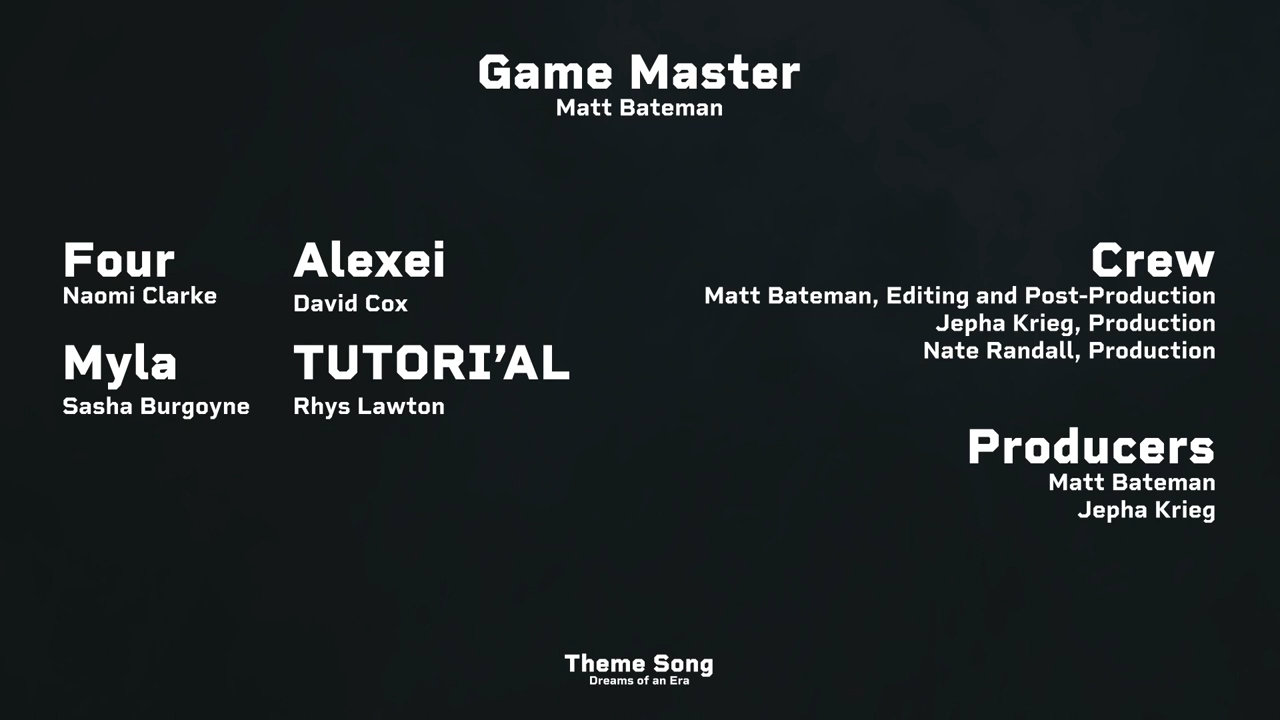 Game Master
Matt Bateman
Four
Naomi Clarke
Alexei
David Cox
Myla
Sasha Burgoyne
TUTORI’AL
Rhys Lawton
Crew
Matt Bateman, Editing and Post-Production
Jepha Krieg, Production
Nate Randall, Production
Producers
Matt Bateman
Jepha Krieg
Theme Song
Dreams of an Era